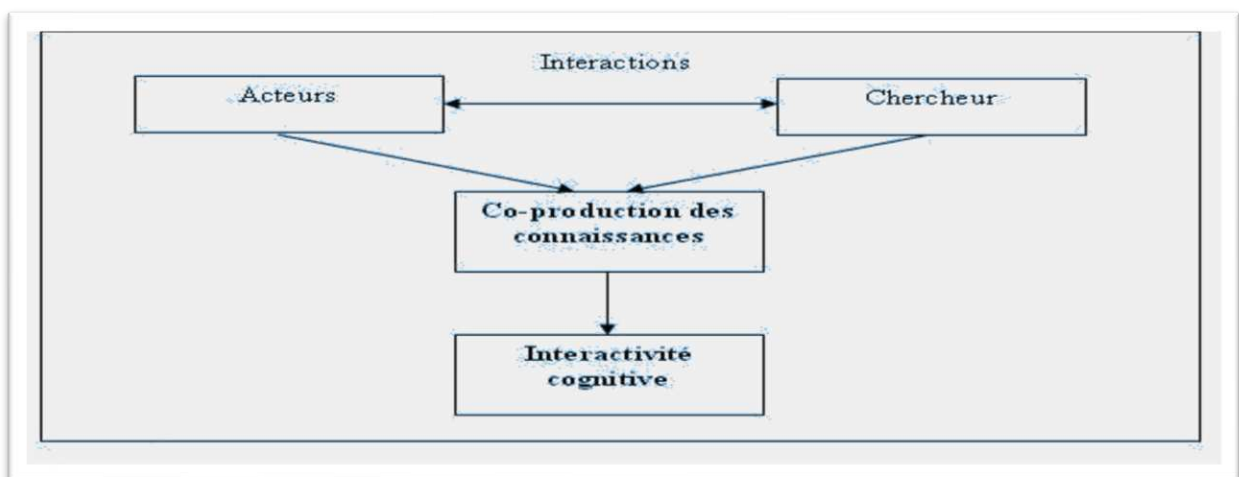 Interactions
Acteurs
Chercheur
Co-production des
connaissances
Interactivité
cognitive